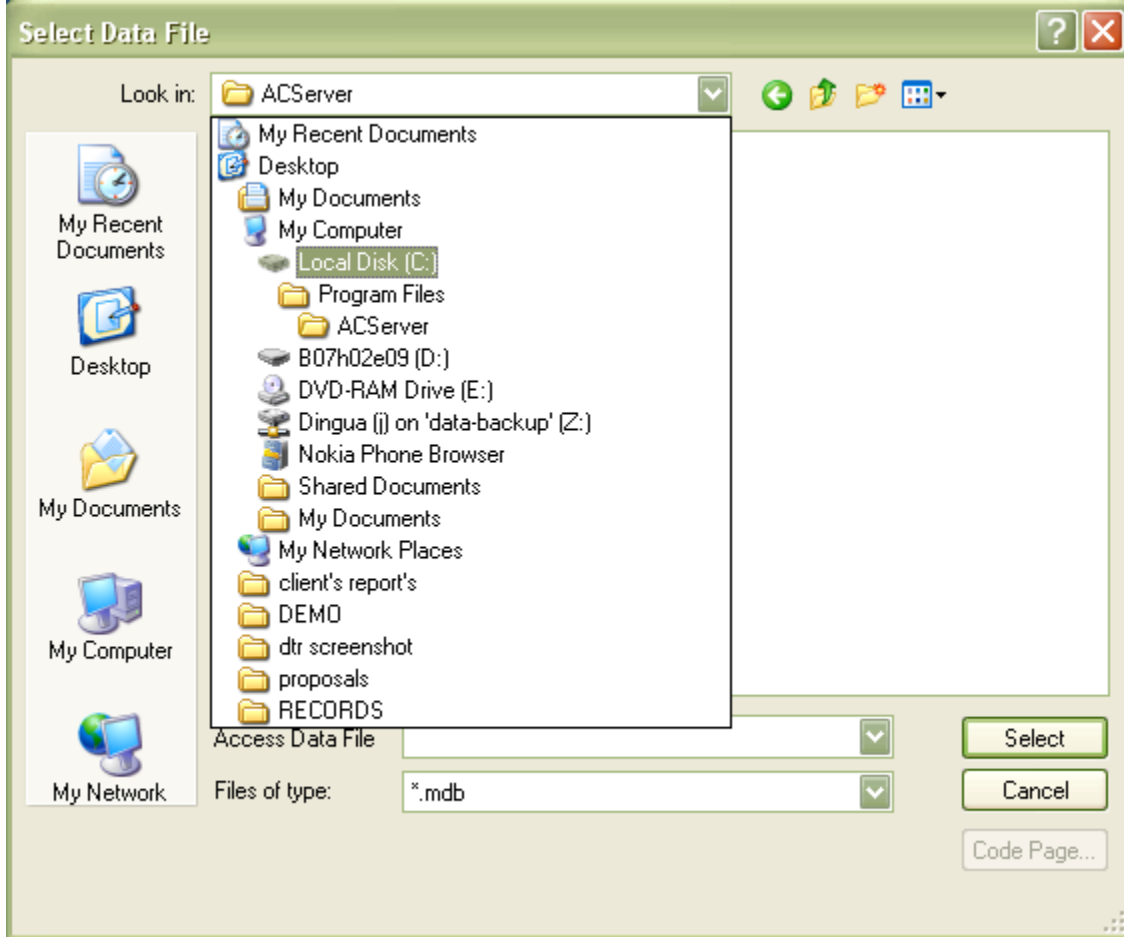 Select Data File
Look in:
ACServer
My Recent Documents
Desktop
My Documents
My Computer
Local Disk (C:)
Program Files
ACServer
B07h02e09 (D:)
DVD-RAM Drive (E:)
Dingua (j) on 'data-backup' (Z:)
Nokia Phone Browser
Shared Documents
My Documents
My Network Places
client's report's
DEMO
dtr screenshot
proposals
RECORDS
My Recent
Documents
Desktop
My Documents
My Computer
My Network
Access Data File
Select
Files of type:
*.mdb
Cancel
Code Page...